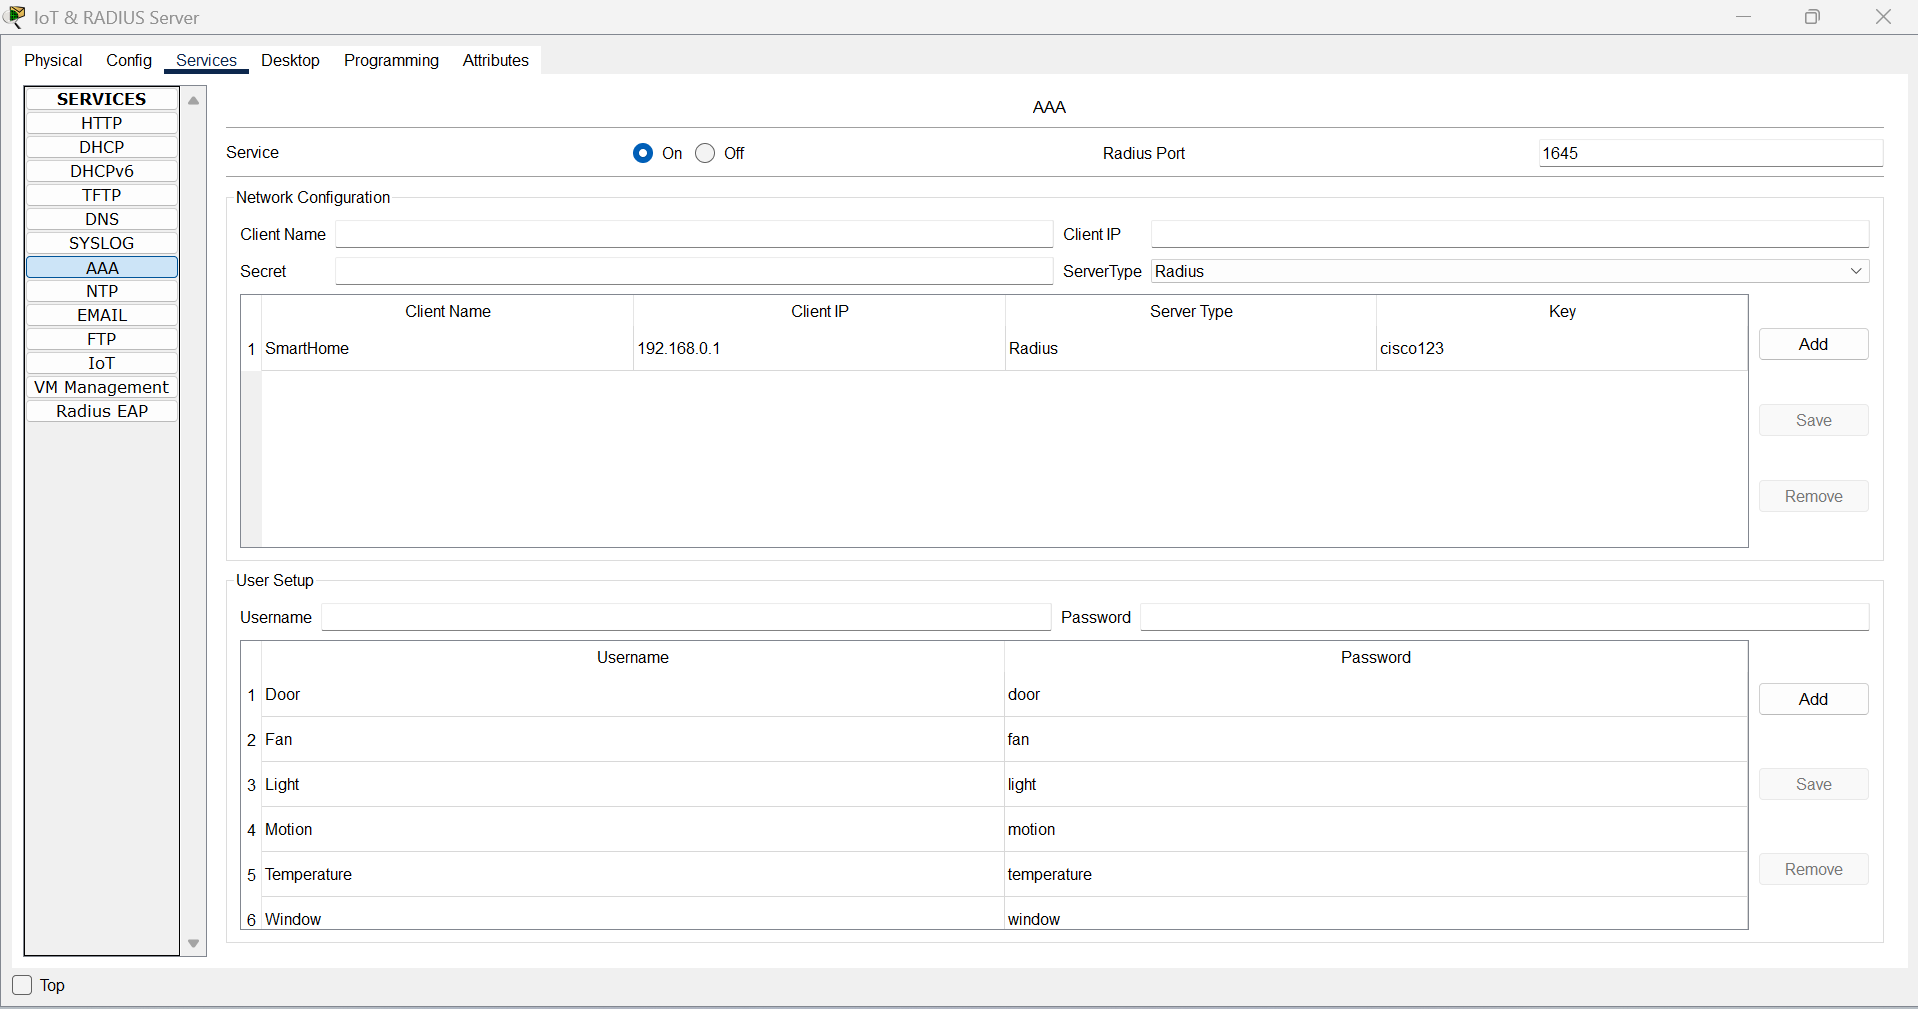 IoT & RADIUS Server
Physical Config Services Desktop Programming Attributes
SERVICES
HTTP
DHCP
DHCPv6
TFTP
DNS
SYSLOG
AAA
NTP
EMAIL
FTP
IoT
VM Management
Radius EAP
AAA
Service On Off Radius Port 1645
Network Configuration
Client Name Client IP
Secret ServerType Radius
Client Name Client IP Server Type Key
1 SmartHome 192.168.0.1 Radius cisco123
Add
Save
Remove
User Setup
Username Password
Username Password
1 Door door
2 Fan fan
3 Light light
4 Motion motion
5 Temperature temperature
6 Window window
Add
Save
Remove
Top